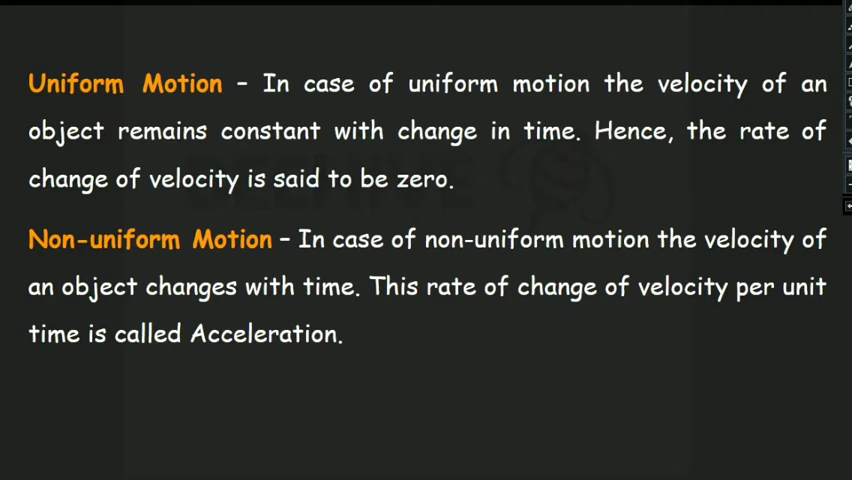 Uniform Motion – In case of uniform motion the velocity of an
object remains constant with change in time. Hence, the rate of
change of velocity is said to be zero.
Non-uniform Motion – In case of non-uniform motion the velocity of
an object changes with time. This rate of change of velocity per unit
time is called Acceleration.
BEEHIVE